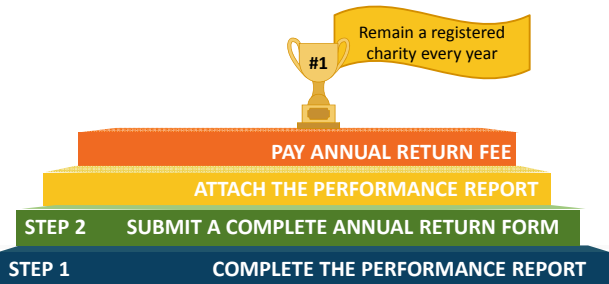 Remain a registered
charity every year
#1
PAY ANNUAL RETURN FEE
ATTACH THE PERFORMANCE REPORT
STEP 2 SUBMIT A COMPLETE ANNUAL RETURN FORM
STEP 1 COMPLETE THE PERFORMANCE REPORT